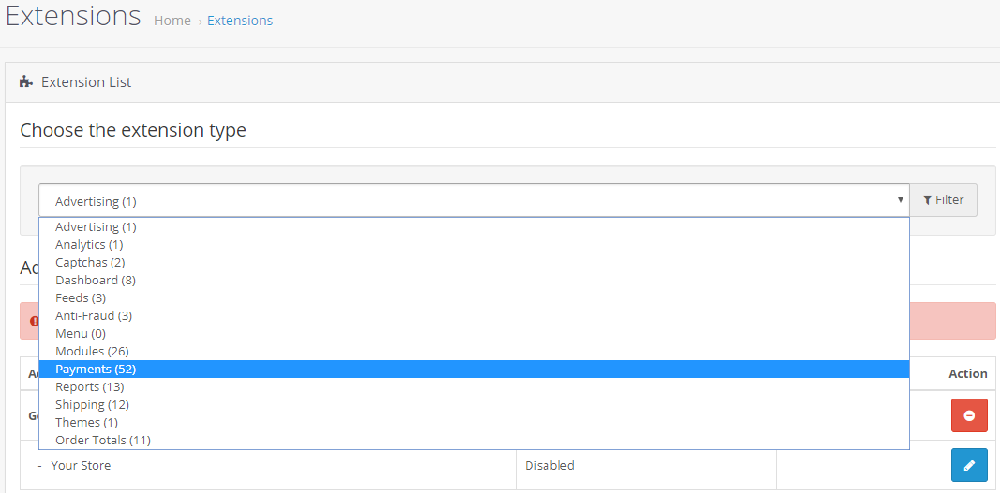 Extensions Home › Extensions
Extension List
Choose the extension type
Advertising (1) Filter
Advertising (1)
Analytics (1)
Captchas (2)
Dashboard (8)
Feeds (3)
Anti-Fraud (3)
Menu (0)
Modules (26)
Payments (52)
Reports (13)
Shipping (12)
Themes (1)
Order Totals (11)
Action
- Your Store Disabled